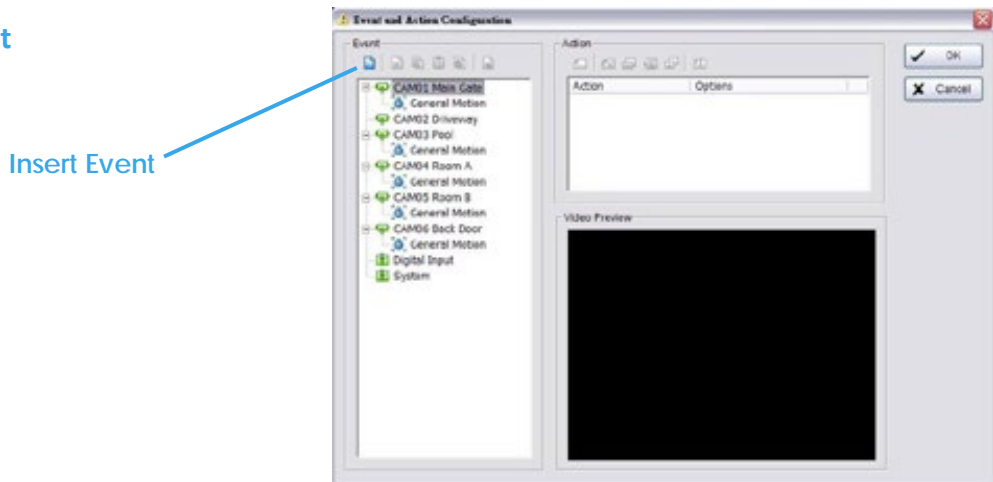 t
Insert Event
Event and Action Configuration
Event
Action
OK
Cancel
Action Options
CAM01 Main Gate
General Motion
CAM02 Driveway
CAM03 Pool
General Motion
CAM04 Room A
General Motion
CAM05 Room B
General Motion
CAM06 Back Door
General Motion
Digital Input
System
Video Preview